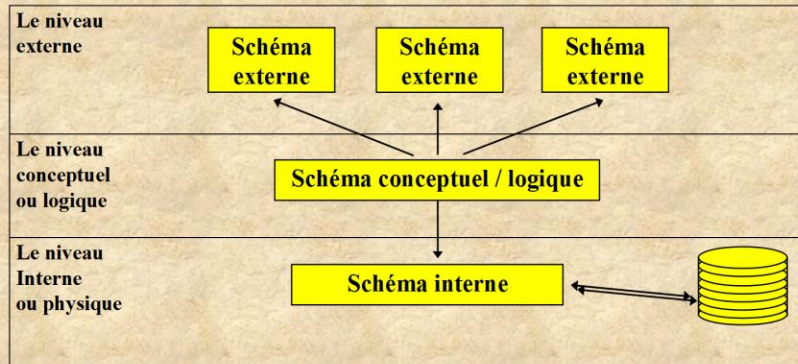 Le niveau
externe
Schéma
externe
Schéma
externe
Schéma
externe
Le niveau
conceptuel
ou logique
Schéma conceptuel / logique
Le niveau
Interne
ou physique
Schéma interne